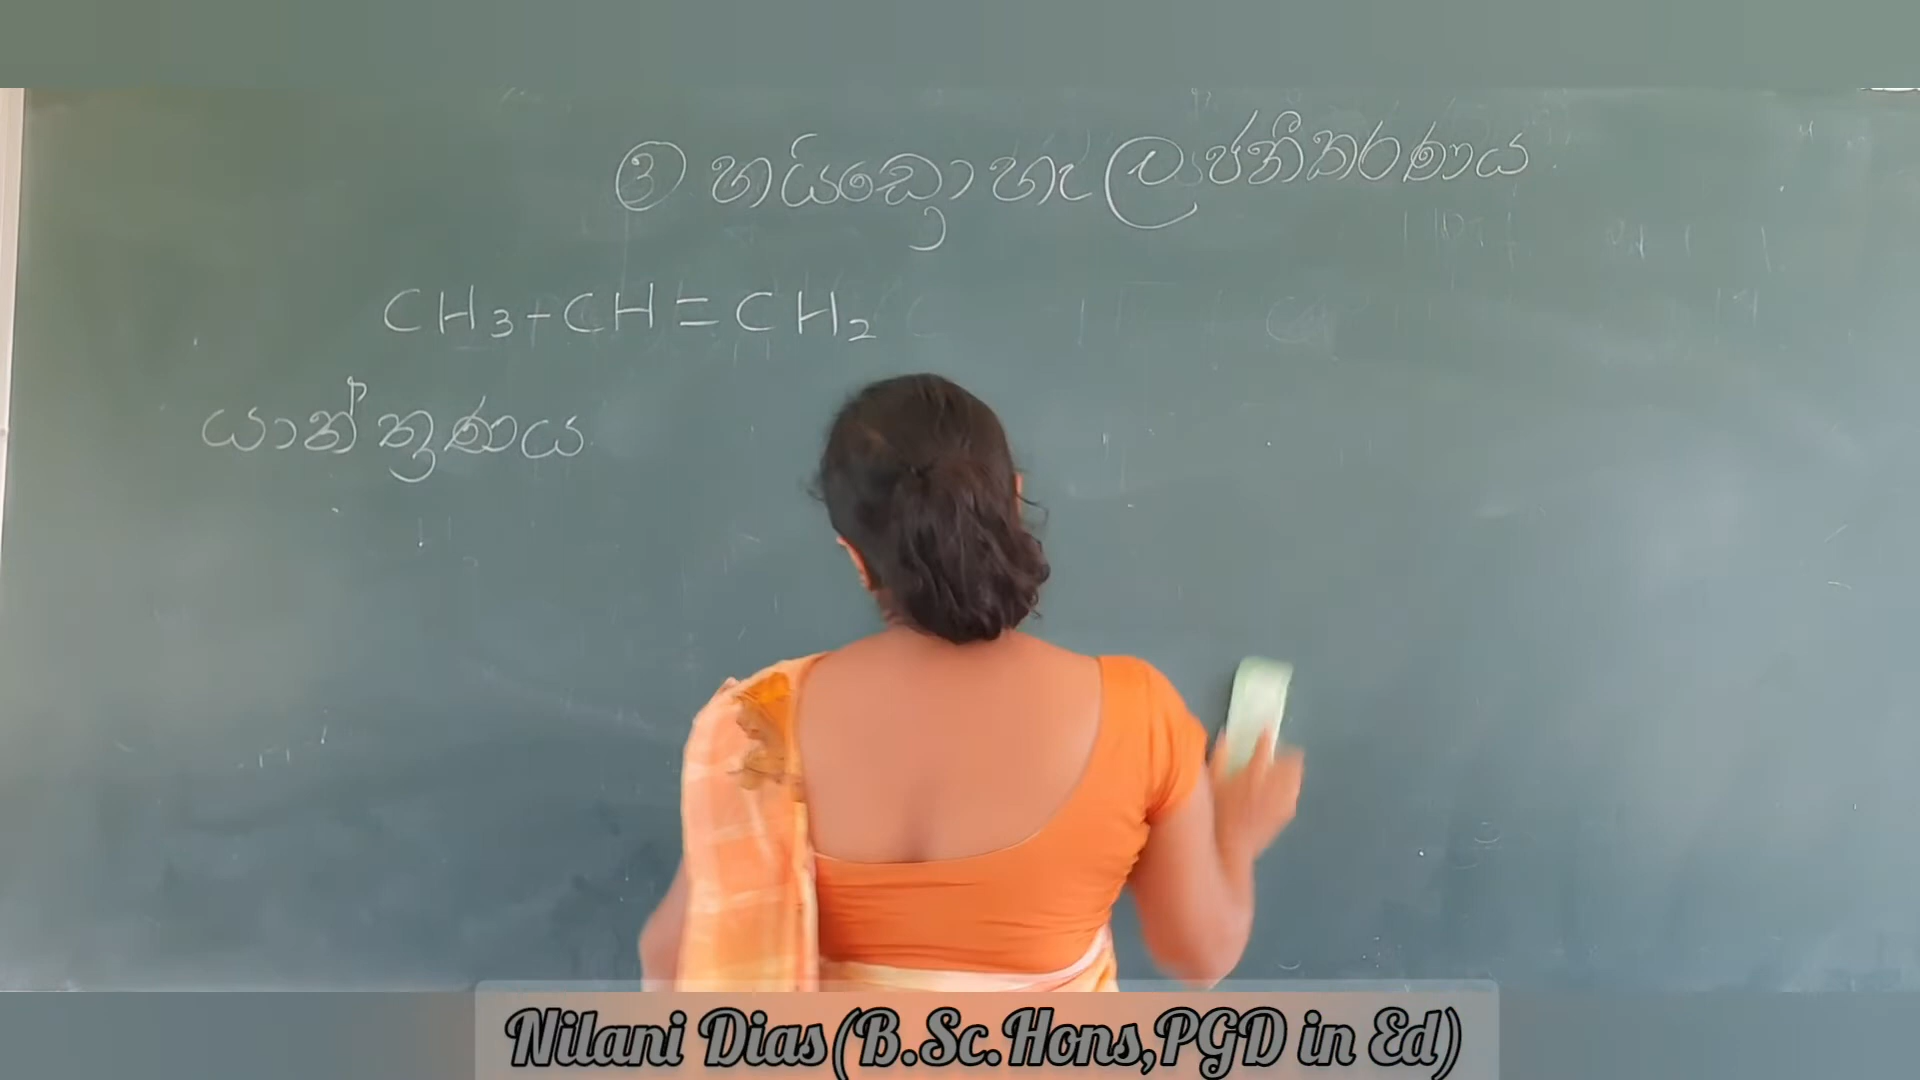 ③ හයිඩ්‍රොහැලජනීකරණය
CH₃-CH=CH₂
යාන්ත්‍රණය
Nilani Dias(B.Sc.Hons,PGD in Ed)